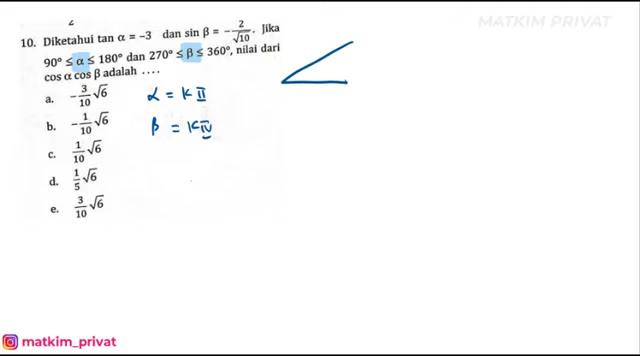 MATKIM PRIVAT
10. Diketahui tan α = –3 dan sin β = –2/√10. Jika
90° ≤ α ≤ 180° dan 270° ≤ β ≤ 360°, nilai dari
cos α cos β adalah ....
a. –3/10 √6
b. –1/10 √6
c. 1/10 √6
d. 1/5 √6
e. 3/10 √6
α = K II
β = K IV
matkim_privat